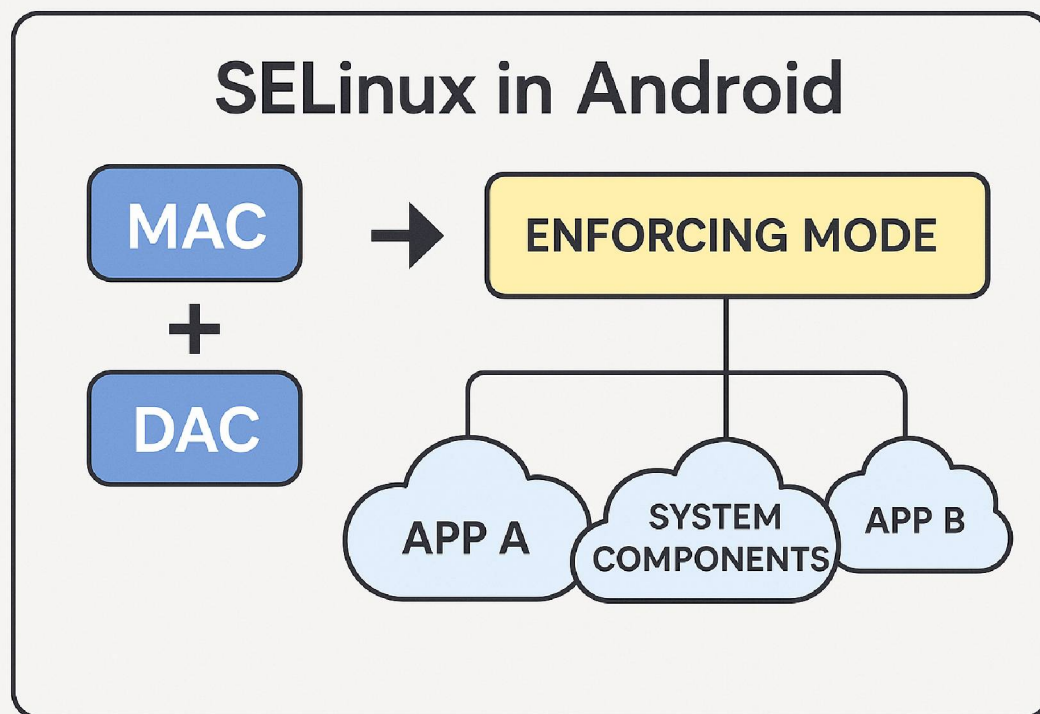 SELinux in Android
MAC
+
DAC
ENFORCING MODE
APP A
SYSTEM
COMPONENTS
APP B